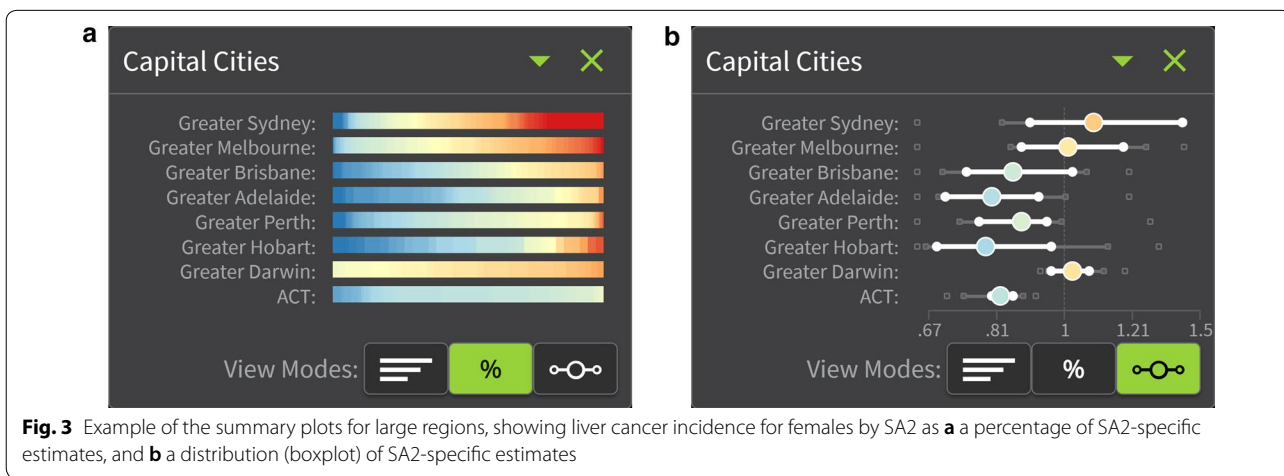 a
Capital Cities
Greater Sydney:
Greater Melbourne:
Greater Brisbane:
Greater Adelaide:
Greater Perth:
Greater Hobart:
Greater Darwin:
ACT:
View Modes:
%
b
Capital Cities
Greater Sydney:
Greater Melbourne:
Greater Brisbane:
Greater Adelaide:
Greater Perth:
Greater Hobart:
Greater Darwin:
ACT:
.67 .81 1 1.21 1.5
View Modes:
%
Fig. 3 Example of the summary plots for large regions, showing liver cancer incidence for females by SA2 as a a percentage of SA2-specific
estimates, and b a distribution (boxplot) of SA2-specific estimates